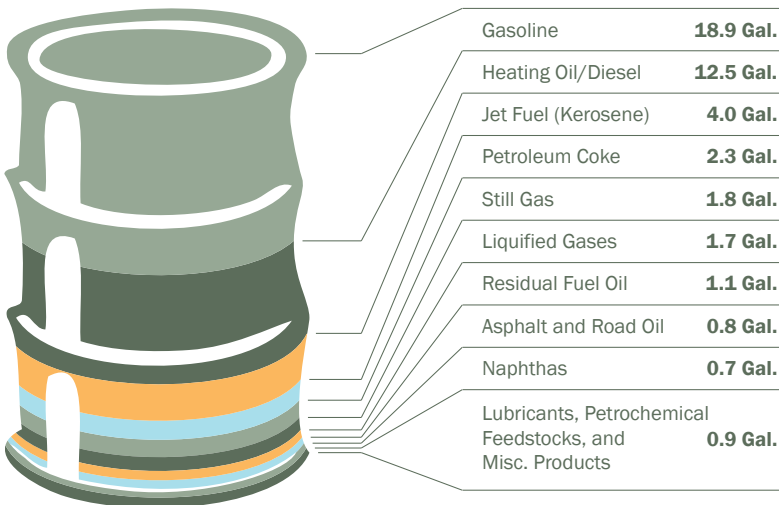 Gasoline 18.9 Gal.
Heating Oil/Diesel 12.5 Gal.
Jet Fuel (Kerosene) 4.0 Gal.
Petroleum Coke 2.3 Gal.
Still Gas 1.8 Gal.
Liquified Gases 1.7 Gal.
Residual Fuel Oil 1.1 Gal.
Asphalt and Road Oil 0.8 Gal.
Naphthas 0.7 Gal.
Lubricants, Petrochemical
Feedstocks, and 0.9 Gal.
Misc. Products